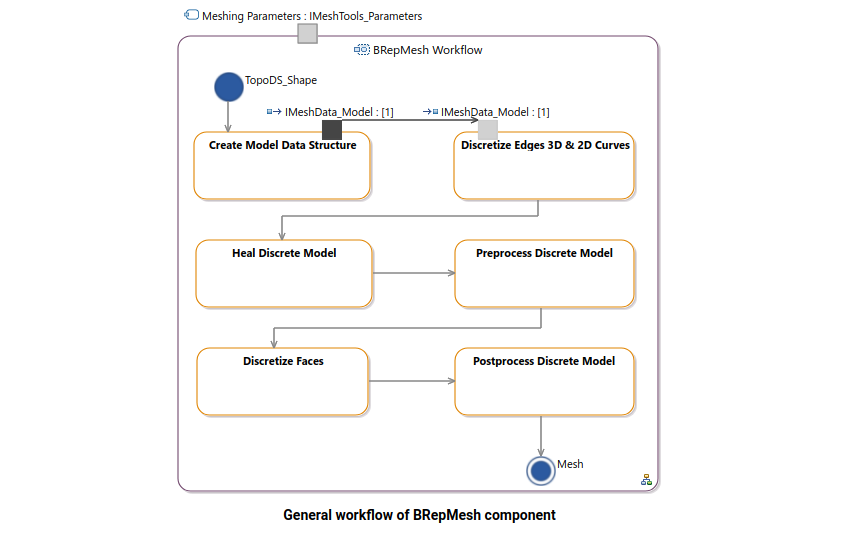 Meshing Parameters : IMeshTools_Parameters
BRepMesh Workflow
TopoDS_Shape
IMeshData_Model : [1]
IMeshData_Model : [1]
Create Model Data Structure
Discretize Edges 3D & 2D Curves
Heal Discrete Model
Preprocess Discrete Model
Discretize Faces
Postprocess Discrete Model
Mesh
General workflow of BRepMesh component